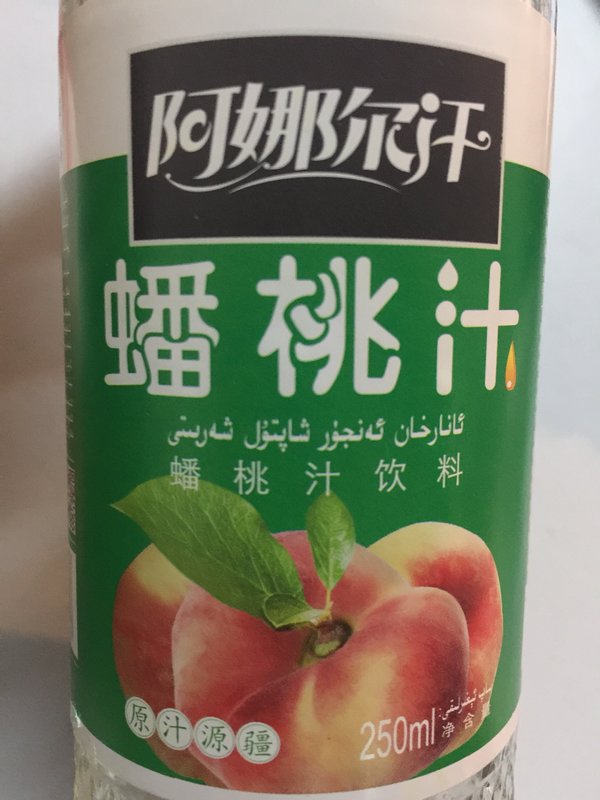 阿娜尔汗
蟠桃汁
ئانارخان ئەنجۈر شاپتۇل شەربىتى
蟠桃汁饮料
原汁源疆
250ml
净含量